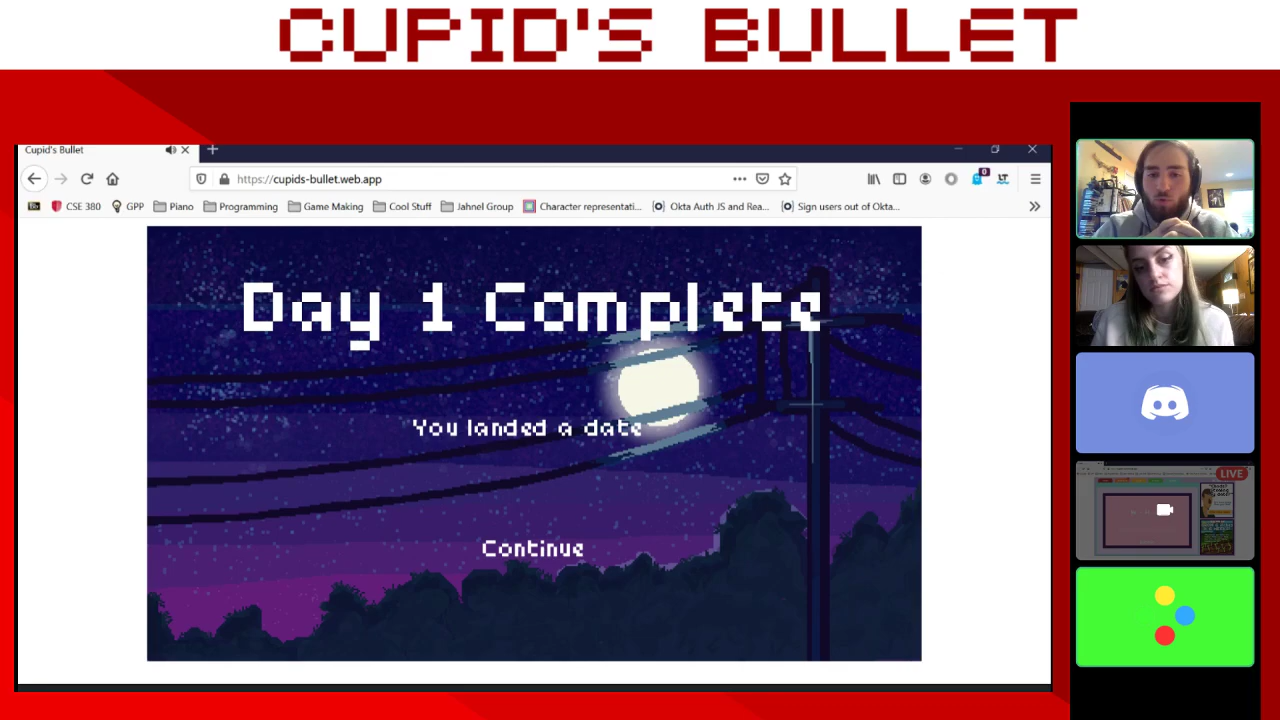 CUPID'S BULLET
Cupid's Bullet
https://cupids-bullet.web.app
0
CSE 380 GPP Piano Programming Game Making Cool Stuff Jahnel Group Character representati... Okta Auth JS and Rea... Sign users out of Okta...
Day 1 Complete
You landed a date
Continue
LIVE